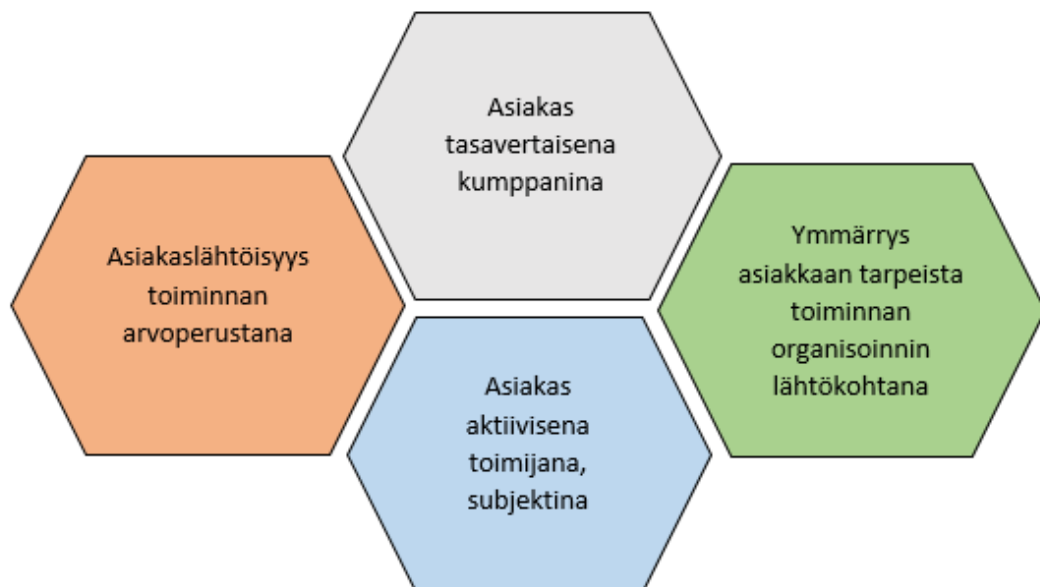 Asiakas
tasavertaisena
kumppanina
Asiakaslähtöisyys
toiminnan
arvoperustana
Ymmärrys
asiakkaan tarpeista
toiminnan
organisoinnin
lähtökohtana
Asiakas
aktiivisena
toimijana,
subjektina